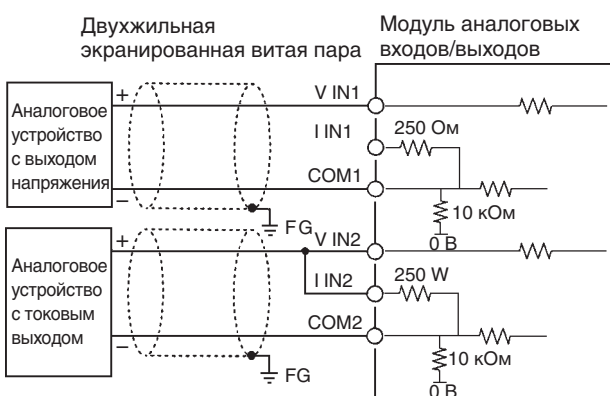 Двухжильная
экранированная витая пара
Модуль аналоговых
входов/выходов
Аналоговое
устройство
с выходом
напряжения
+
−
V IN1
I IN1
250 Ом
COM1
10 кОм
0 В
FG
Аналоговое
устройство
с токовым
выходом
+
−
V IN2
I IN2
250 W
COM2
10 кОм
0 В
FG